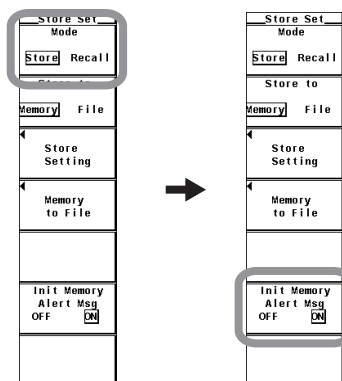 Store Set
Mode
Store Recall
Store to
Memory File
Store
Setting
Memory
to File
Init Memory
Alert Msg
OFF ON
Store Set
Mode
Store Recall
Store to
Memory File
Store
Setting
Memory
to File
Init Memory
Alert Msg
OFF ON